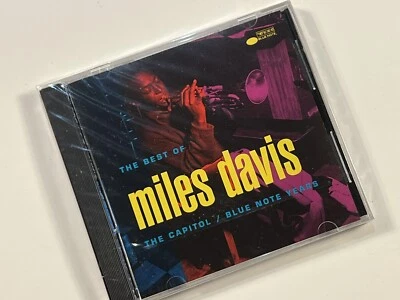 THE BEST OF
miles davis
THE CAPITOL / BLUE NOTE YEARS